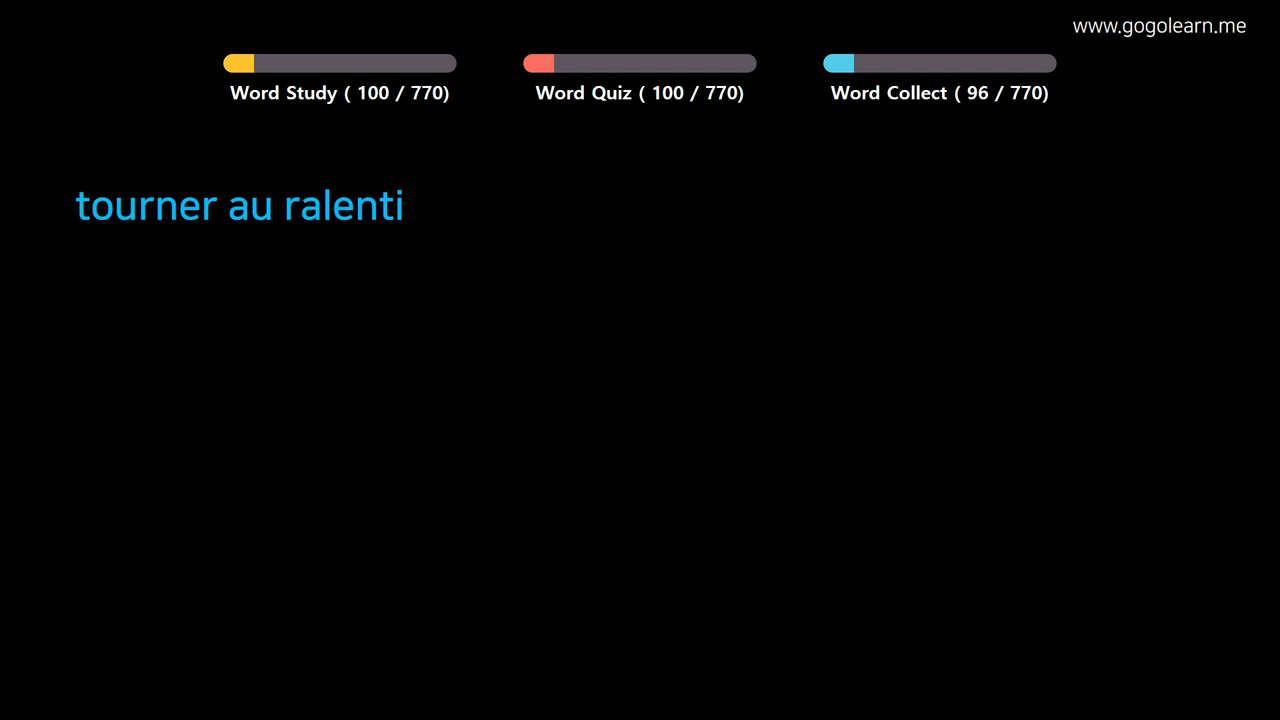 www.gogolearn.me
Word Study ( 100 / 770)
Word Quiz ( 100 / 770)
Word Collect ( 96 / 770)
tourner au ralenti